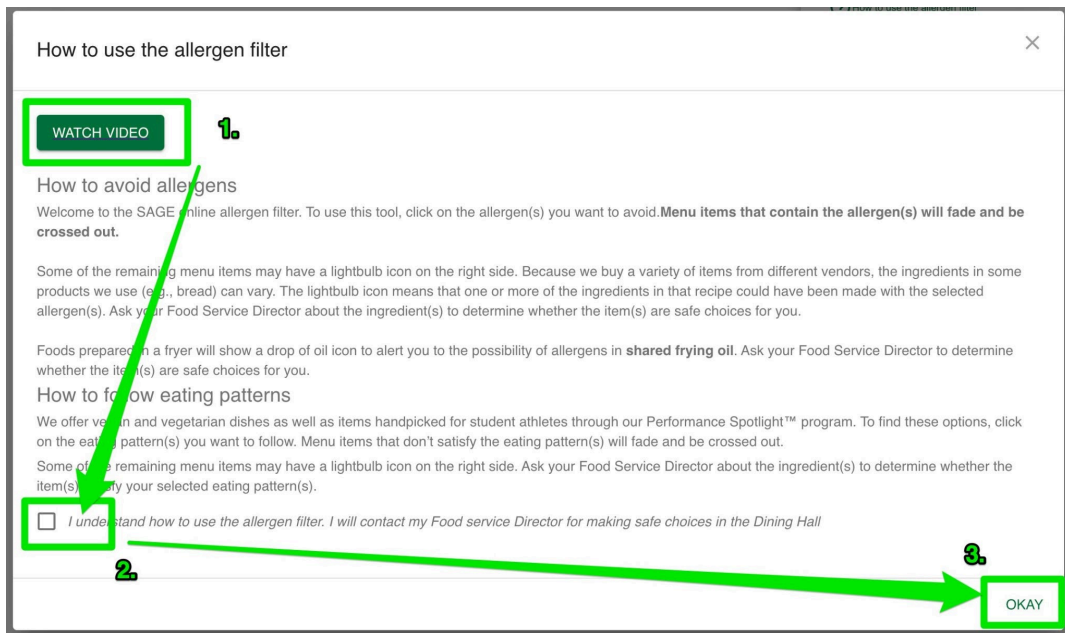 How to use the allergen filter
How to use the allergen filter
WATCH VIDEO
1.
How to avoid allergens
Welcome to the SAGE online allergen filter. To use this tool, click on the allergen(s) you want to avoid.Menu items that contain the allergen(s) will fade and be
crossed out.
Some of the remaining menu items may have a lightbulb icon on the right side. Because we buy a variety of items from different vendors, the ingredients in some
products we use (e.g., bread) can vary. The lightbulb icon means that one or more of the ingredients in that recipe could have been made with the selected
allergen(s). Ask your Food Service Director about the ingredient(s) to determine whether the item(s) are safe choices for you.
Foods prepared in a fryer will show a drop of oil icon to alert you to the possibility of allergens in shared frying oil. Ask your Food Service Director to determine
whether the item(s) are safe choices for you.
How to follow eating patterns
We offer vegan and vegetarian dishes as well as items handpicked for student athletes through our Performance Spotlight™ program. To find these options, click
on the eating pattern(s) you want to follow. Menu items that don't satisfy the eating pattern(s) will fade and be crossed out.
Some of the remaining menu items may have a lightbulb icon on the right side. Ask your Food Service Director about the ingredient(s) to determine whether the
item(s) satisfy your selected eating pattern(s).
I understand how to use the allergen filter. I will contact my Food service Director for making safe choices in the Dining Hall
2.
3.
OKAY